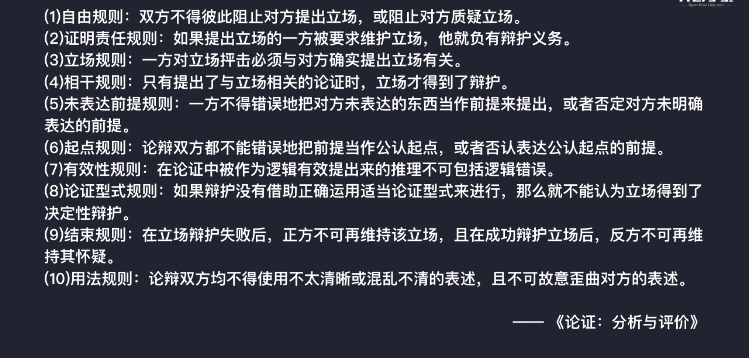 (1)自由规则：双方不得彼此阻止对方提出立场，或阻止对方质疑立场。
(2)证明责任规则：如果提出立场的一方被要求维护立场，他就负有辩护义务。
(3)立场规则：一方对立场抨击必须与对方确实提出立场有关。
(4)相干规则：只有提出了与立场相关的论证时，立场才得到了辩护。
(5)未表达前提规则：一方不得错误地把对方未表达的东西当作前提来提出，或者否定对方未明确
表达的前提。
(6)起点规则：论辩双方都不能错误地把前提当作公认起点，或者否认表达公认起点的前提。
(7)有效性规则：在论证中被作为逻辑有效提出来的推理不可包括逻辑错误。
(8)论证型式规则：如果辩护没有借助正确运用适当论证型式来进行，那么就不能认为立场得到了
决定性辩护。
(9)结束规则：在立场辩护失败后，正方不可再维持该立场，且在成功辩护立场后，反方不可再维
持其怀疑。
(10)用法规则：论辩双方均不得使用不太清晰或混乱不清的表述，且不可故意歪曲对方的表述。
—— 《论证：分析与评价》